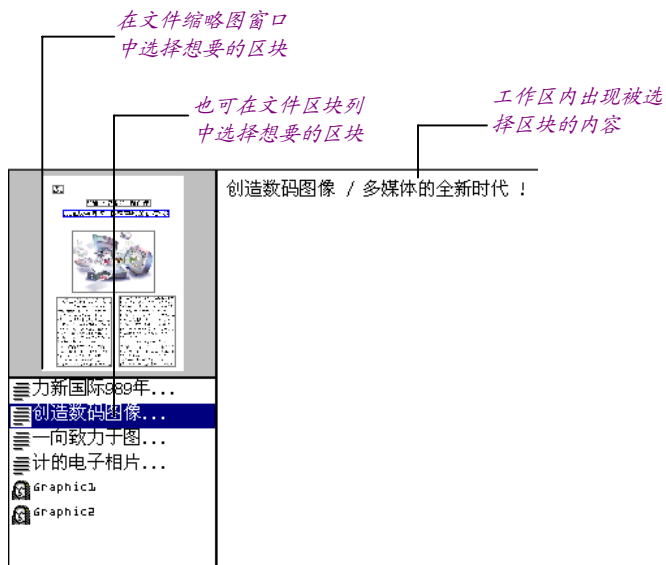 在文件缩略图窗口
中选择想要的区块
也可在文件区块列
中选择想要的区块
工作区内出现被选
择区块的内容
创造数码图像 / 多媒体的全新时代 !
力新国际989年...
创造数码图像...
一向致力于图...
计的电子相片...
Graphic1
Graphic2